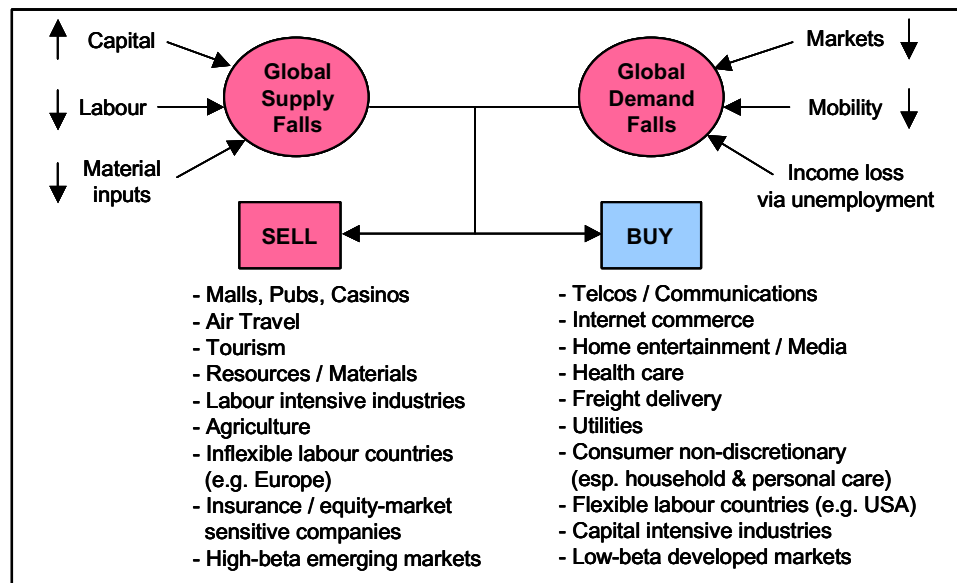 Capital
Labour
Material
inputs
Global
Supply
Falls
Global
Demand
Falls
Markets
Mobility
Income loss
via unemployment
SELL
- Malls, Pubs, Casinos
- Air Travel
- Tourism
- Resources / Materials
- Labour intensive industries
- Agriculture
- Inflexible labour countries
(e.g. Europe)
- Insurance / equity-market
sensitive companies
- High-beta emerging markets
BUY
- Telcos / Communications
- Internet commerce
- Home entertainment / Media
- Health care
- Freight delivery
- Utilities
- Consumer non-discretionary
(esp. household & personal care)
- Flexible labour countries (e.g. USA)
- Capital intensive industries
- Low-beta developed markets